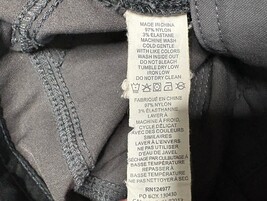 MADE IN CHINA
97% NYLON
3% ELASTANE
MACHINE WASH
COLD GENTLE
WITH LIKE COLORS
WASH INSIDE OUT
DO NOT BLEACH
TUMBLE DRY LOW
IRON LOW
DO NOT DRY CLEAN
FABRIQUÉ EN CHINE
97% NYLON
3% ÉLASTHANNE
LAVER À LA
MACHINE À FROID
CYCLE DÉLICAT
AVEC DES COULEURS
SIMILAIRES
LAVER À L'ENVERS
NE PAS UTILISER
D'EAU DE JAVEL
SÉCHAGE À BASSE
TEMPÉRATURE
REPASSAGE À BASSE
TEMPÉRATURE
NE PAS NETTOYER À SEC
RN124977